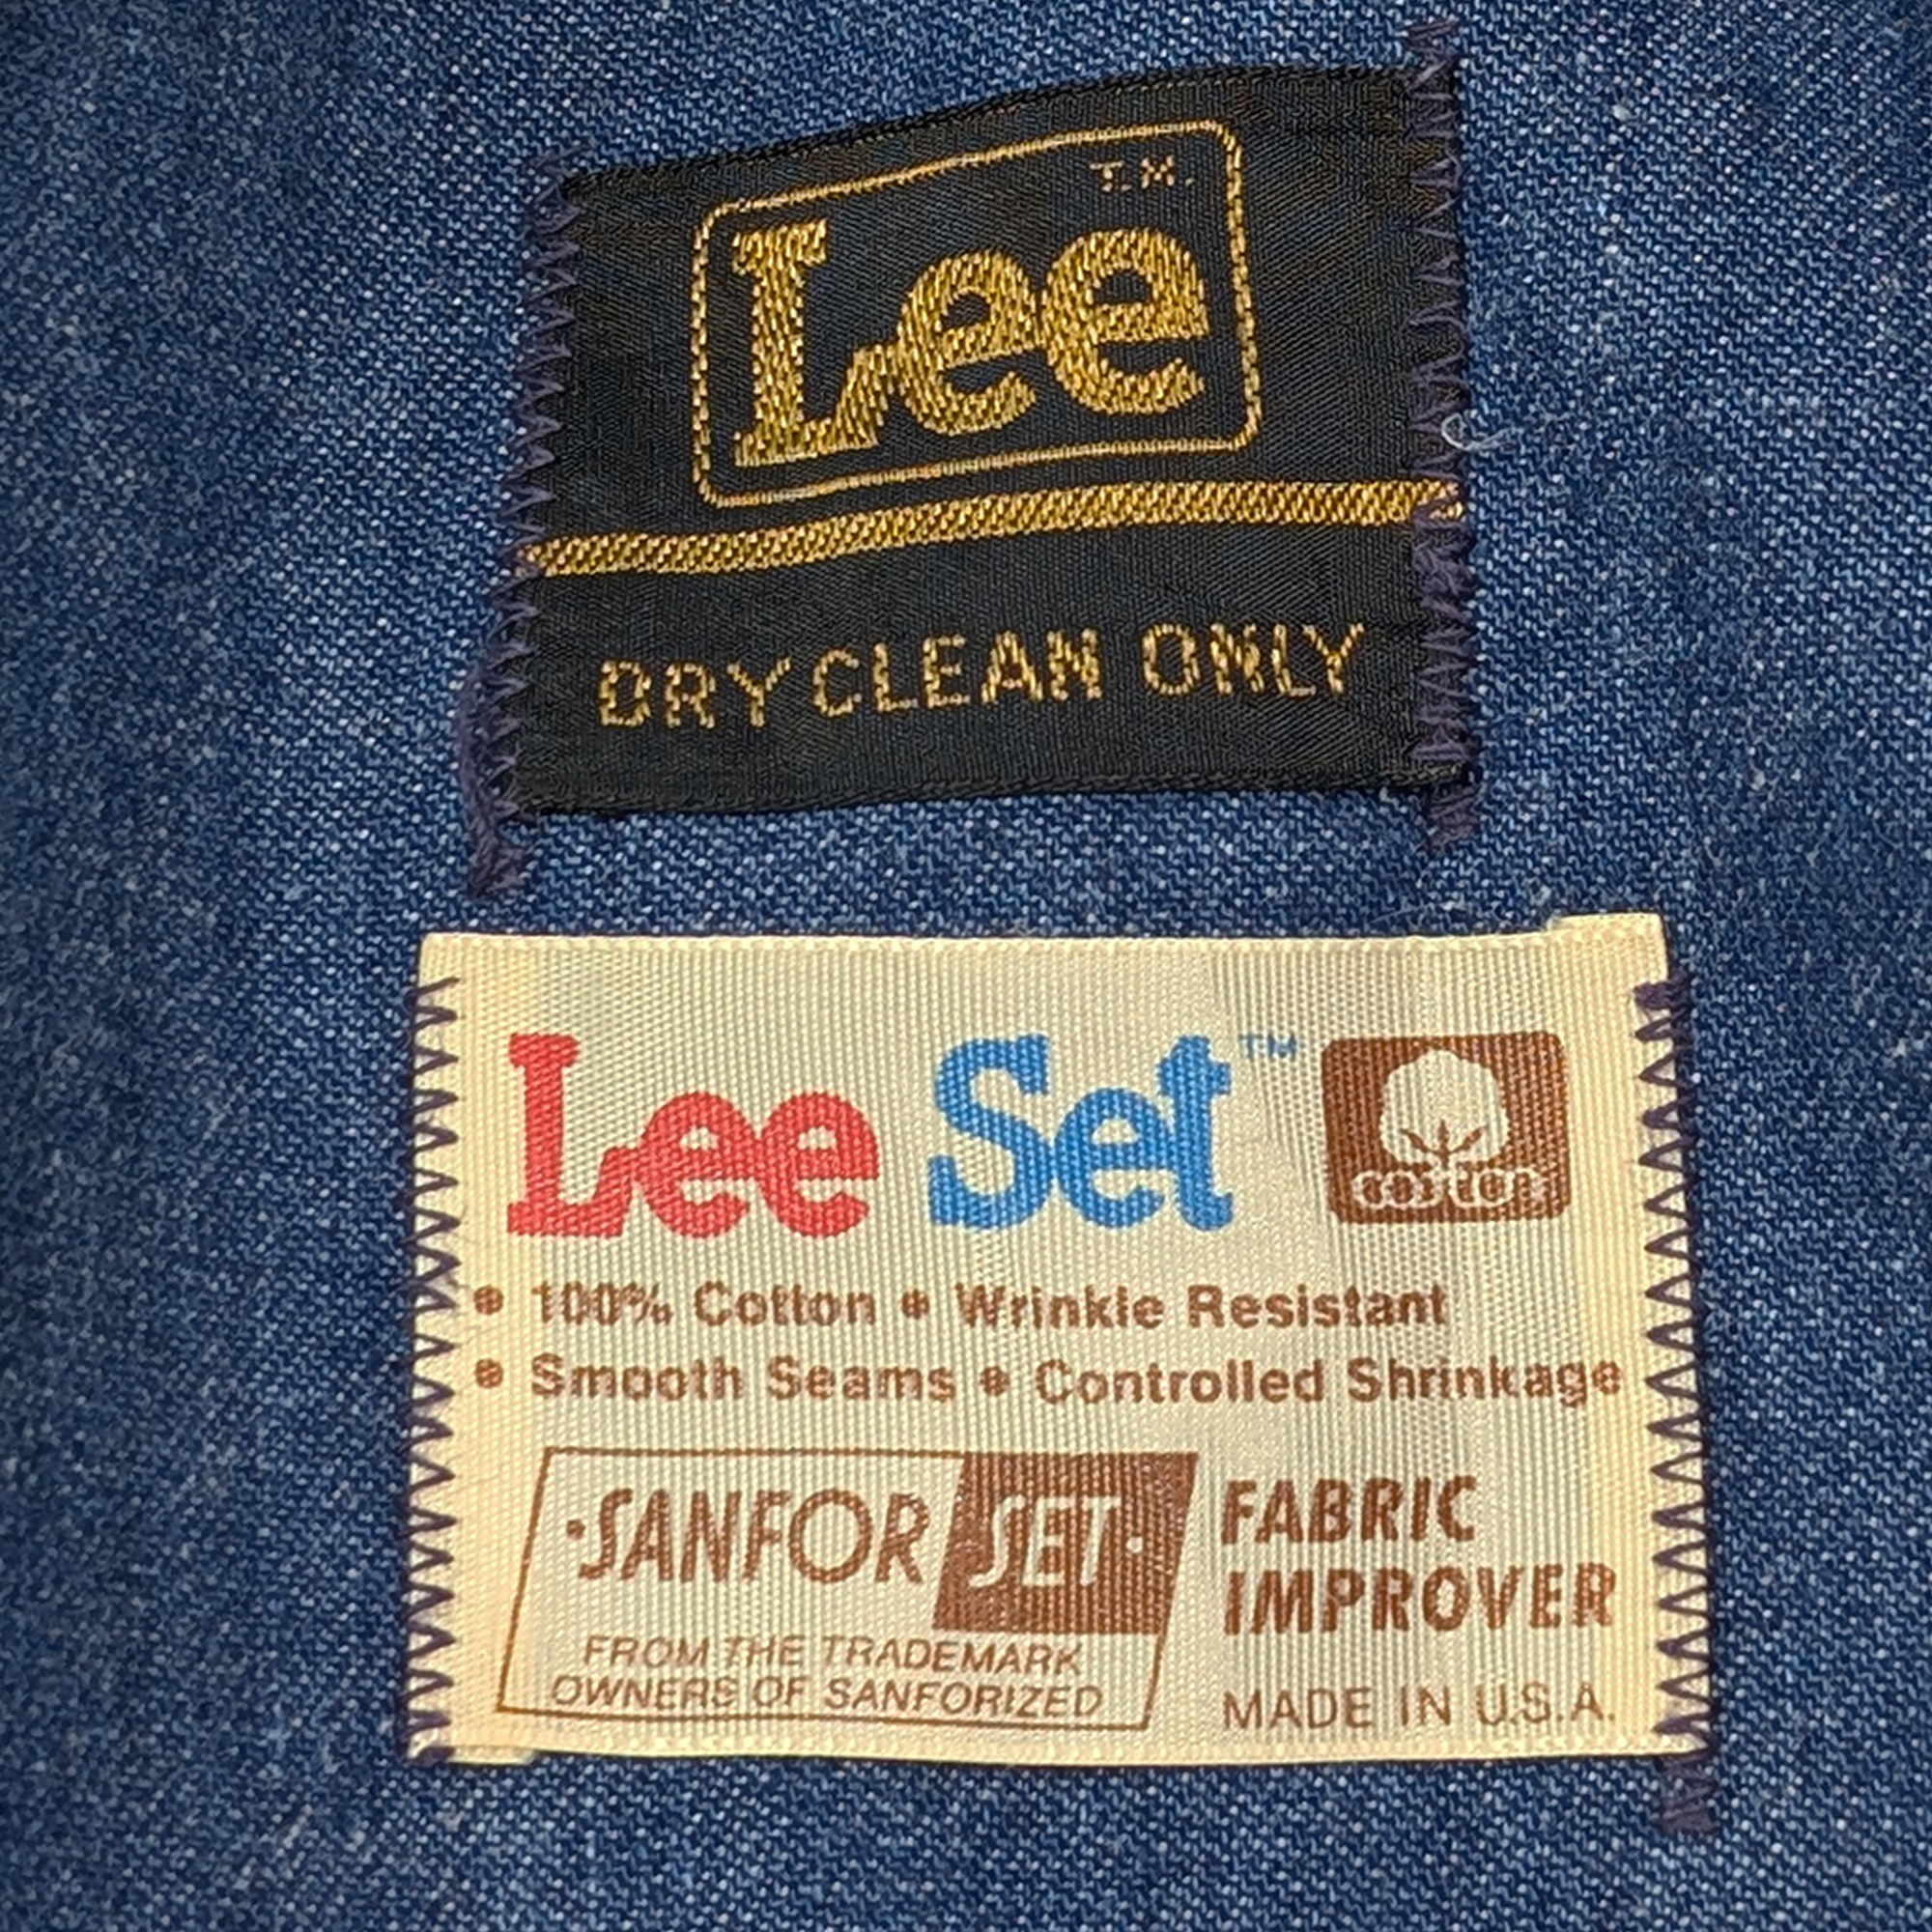 T.M.
Lee
DRY CLEAN ONLY
Lee Set™
cotton
• 100% Cotton • Wrinkle Resistant
• Smooth Seams • Controlled Shrinkage
·SANFOR SET·
FROM THE TRADEMARK
OWNERS OF SANFORIZED
FABRIC
IMPROVER
MADE IN U.S.A.